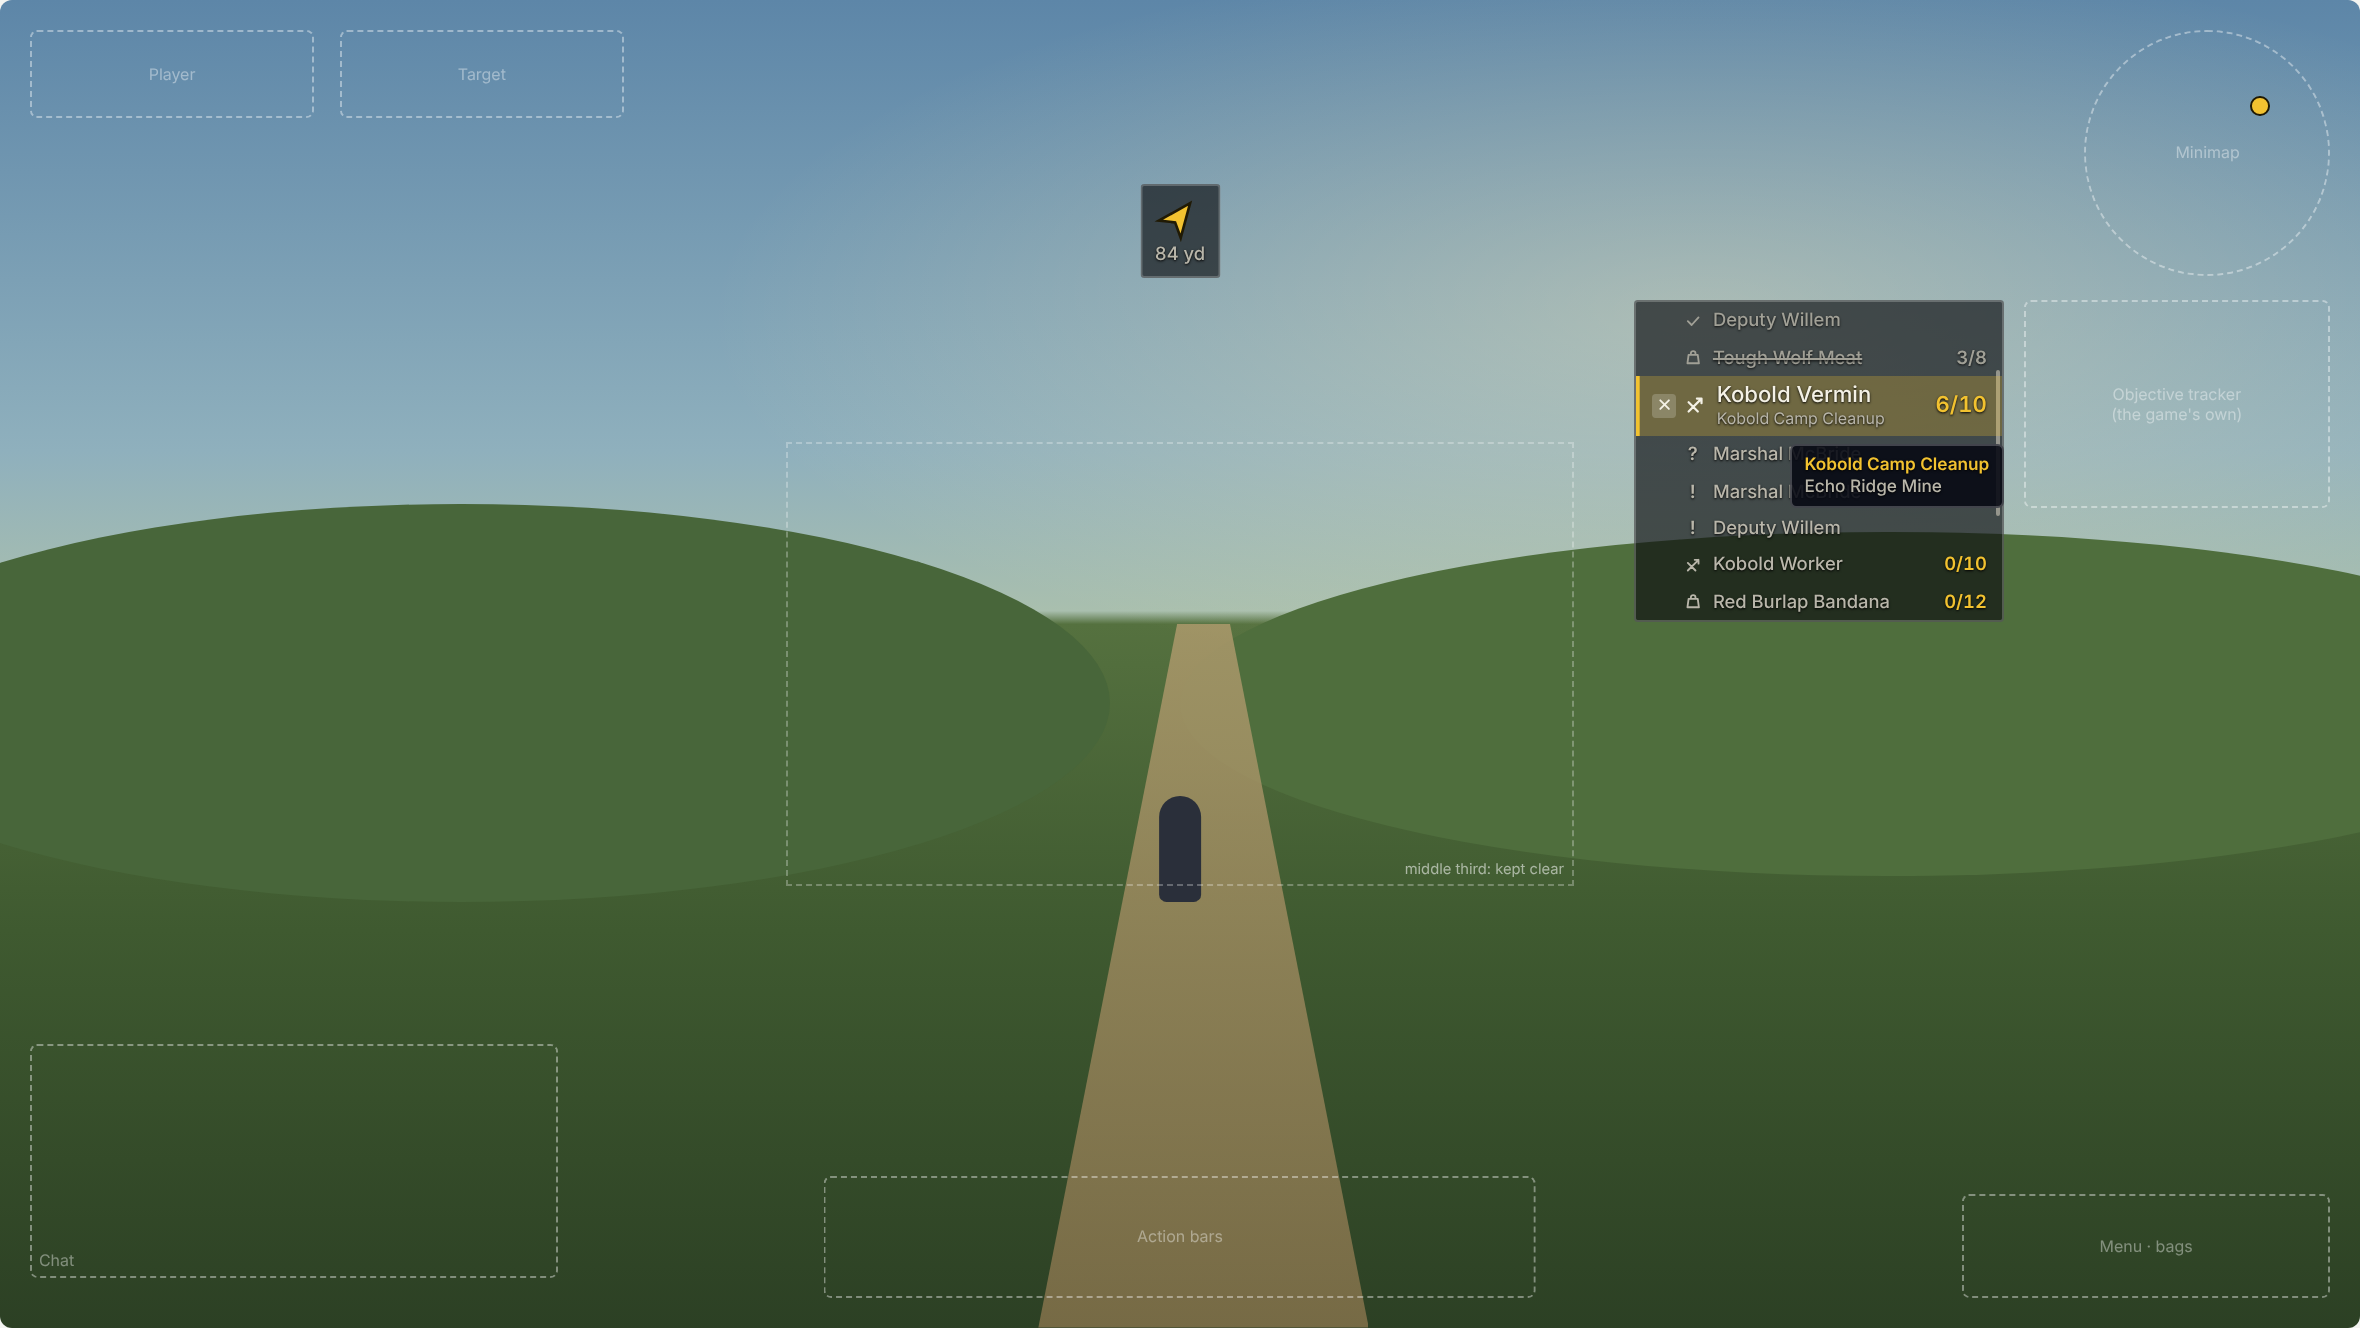 Player
Target
Minimap
84 yd
Deputy Willem
Tough Wolf Meat 3/8
Kobold Vermin 6/10
Kobold Camp Cleanup
Objective tracker
(the game's own)
? Marshal McBride
Kobold Camp Cleanup
Echo Ridge Mine
! Marshal McBride
! Deputy Willem
Kobold Worker 0/10
Red Burlap Bandana 0/12
middle third: kept clear
Chat
Action bars
Menu · bags